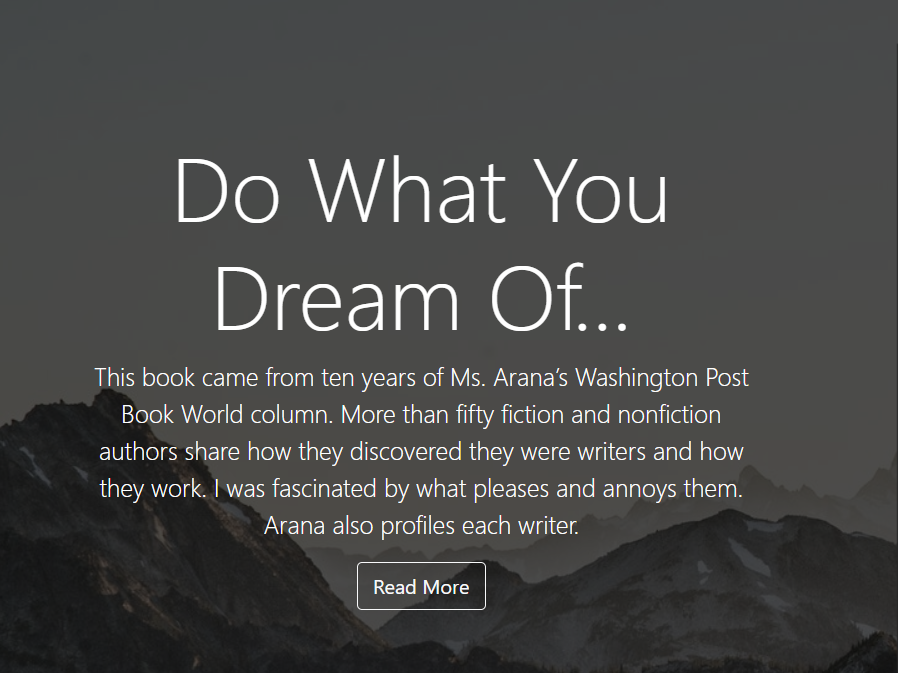 Do What You
Dream Of...
This book came from ten years of Ms. Arana’s Washington Post
Book World column. More than fifty fiction and nonfiction
authors share how they discovered they were writers and how
they work. I was fascinated by what pleases and annoys them.
Arana also profiles each writer.
Read More